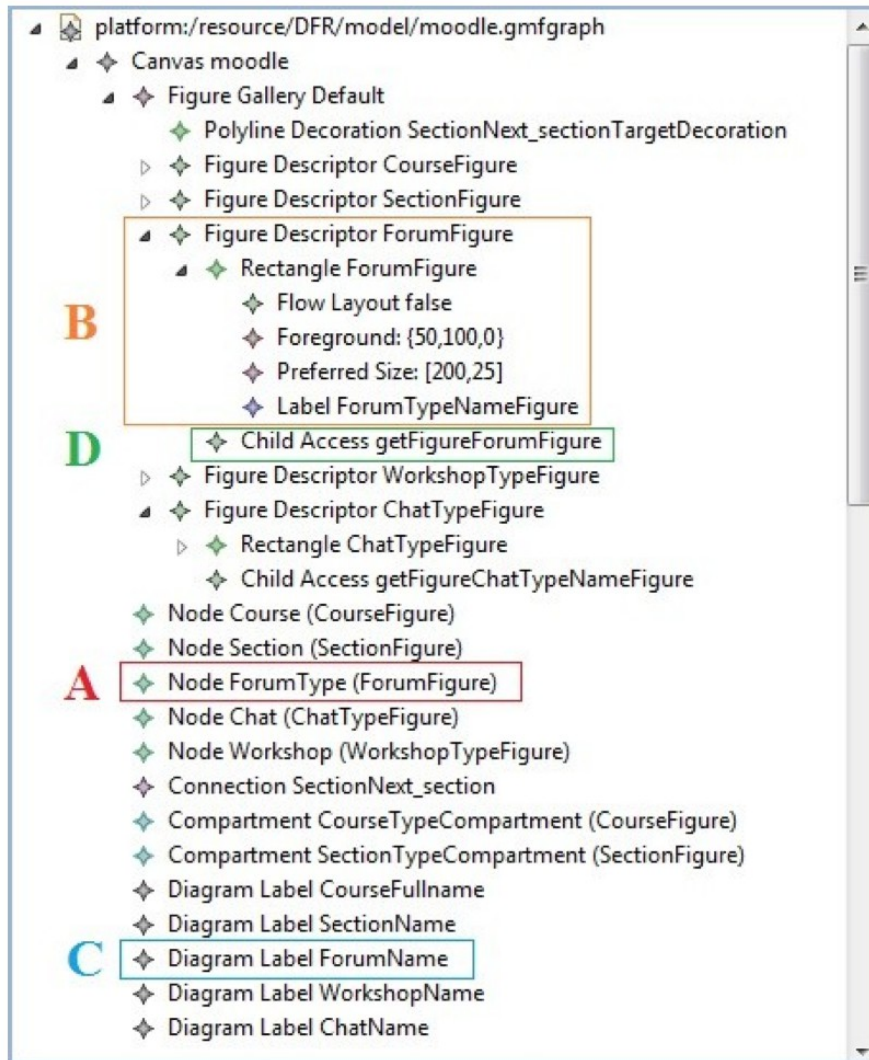 platform:/resource/DFR/model/moodle.gmfgraph
Canvas moodle
Figure Gallery Default
Polyline Decoration SectionNext_sectionTargetDecoration
Figure Descriptor CourseFigure
Figure Descriptor SectionFigure
Figure Descriptor ForumFigure
Rectangle ForumFigure
Flow Layout false
B Foreground: {50,100,0}
Preferred Size: [200,25]
Label ForumTypeNameFigure
D Child Access getFigureForumFigure
Figure Descriptor WorkshopTypeFigure
Figure Descriptor ChatTypeFigure
Rectangle ChatTypeFigure
Child Access getFigureChatTypeNameFigure
Node Course (CourseFigure)
Node Section (SectionFigure)
A Node ForumType (ForumFigure)
Node Chat (ChatTypeFigure)
Node Workshop (WorkshopTypeFigure)
Connection SectionNext_section
Compartment CourseTypeCompartment (CourseFigure)
Compartment SectionTypeCompartment (SectionFigure)
Diagram Label CourseFullname
Diagram Label SectionName
C Diagram Label ForumName
Diagram Label WorkshopName
Diagram Label ChatName